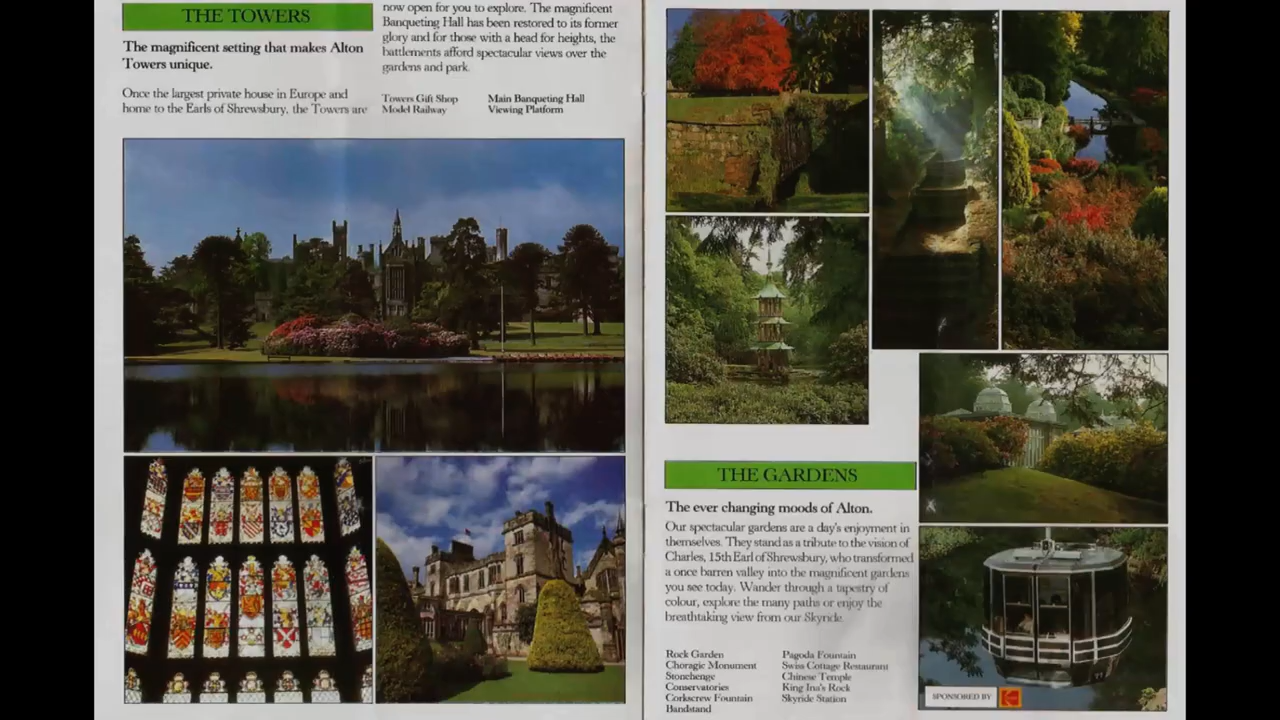 THE TOWERS
The magnificent setting that makes Alton
Towers unique.
Once the largest private house in Europe and
home to the Earls of Shrewsbury, the Towers are
now open for you to explore. The magnificent
Banqueting Hall has been restored to its former
glory and for those with a head for heights, the
battlements afford spectacular views over the
gardens and park.
Towers Gift Shop
Model Railway
Main Banqueting Hall
Viewing Platform
THE GARDENS
The ever changing moods of Alton.
Our spectacular gardens are a day's enjoyment in
themselves. They stand as a tribute to the vision of
Charles, 15th Earl of Shrewsbury, who transformed
a once barren valley into the magnificent gardens
you see today. Wander through a tapestry of
colour, explore the many paths or enjoy the
breathtaking view from our Skyride.
Rock Garden
Choragic Monument
Stonehenge
Conservatories
Corkscrew Fountain
Bandstand
Pagoda Fountain
Swiss Cottage Restaurant
Chinese Temple
King Ina's Rock
Skyride Station
SPONSORED BY